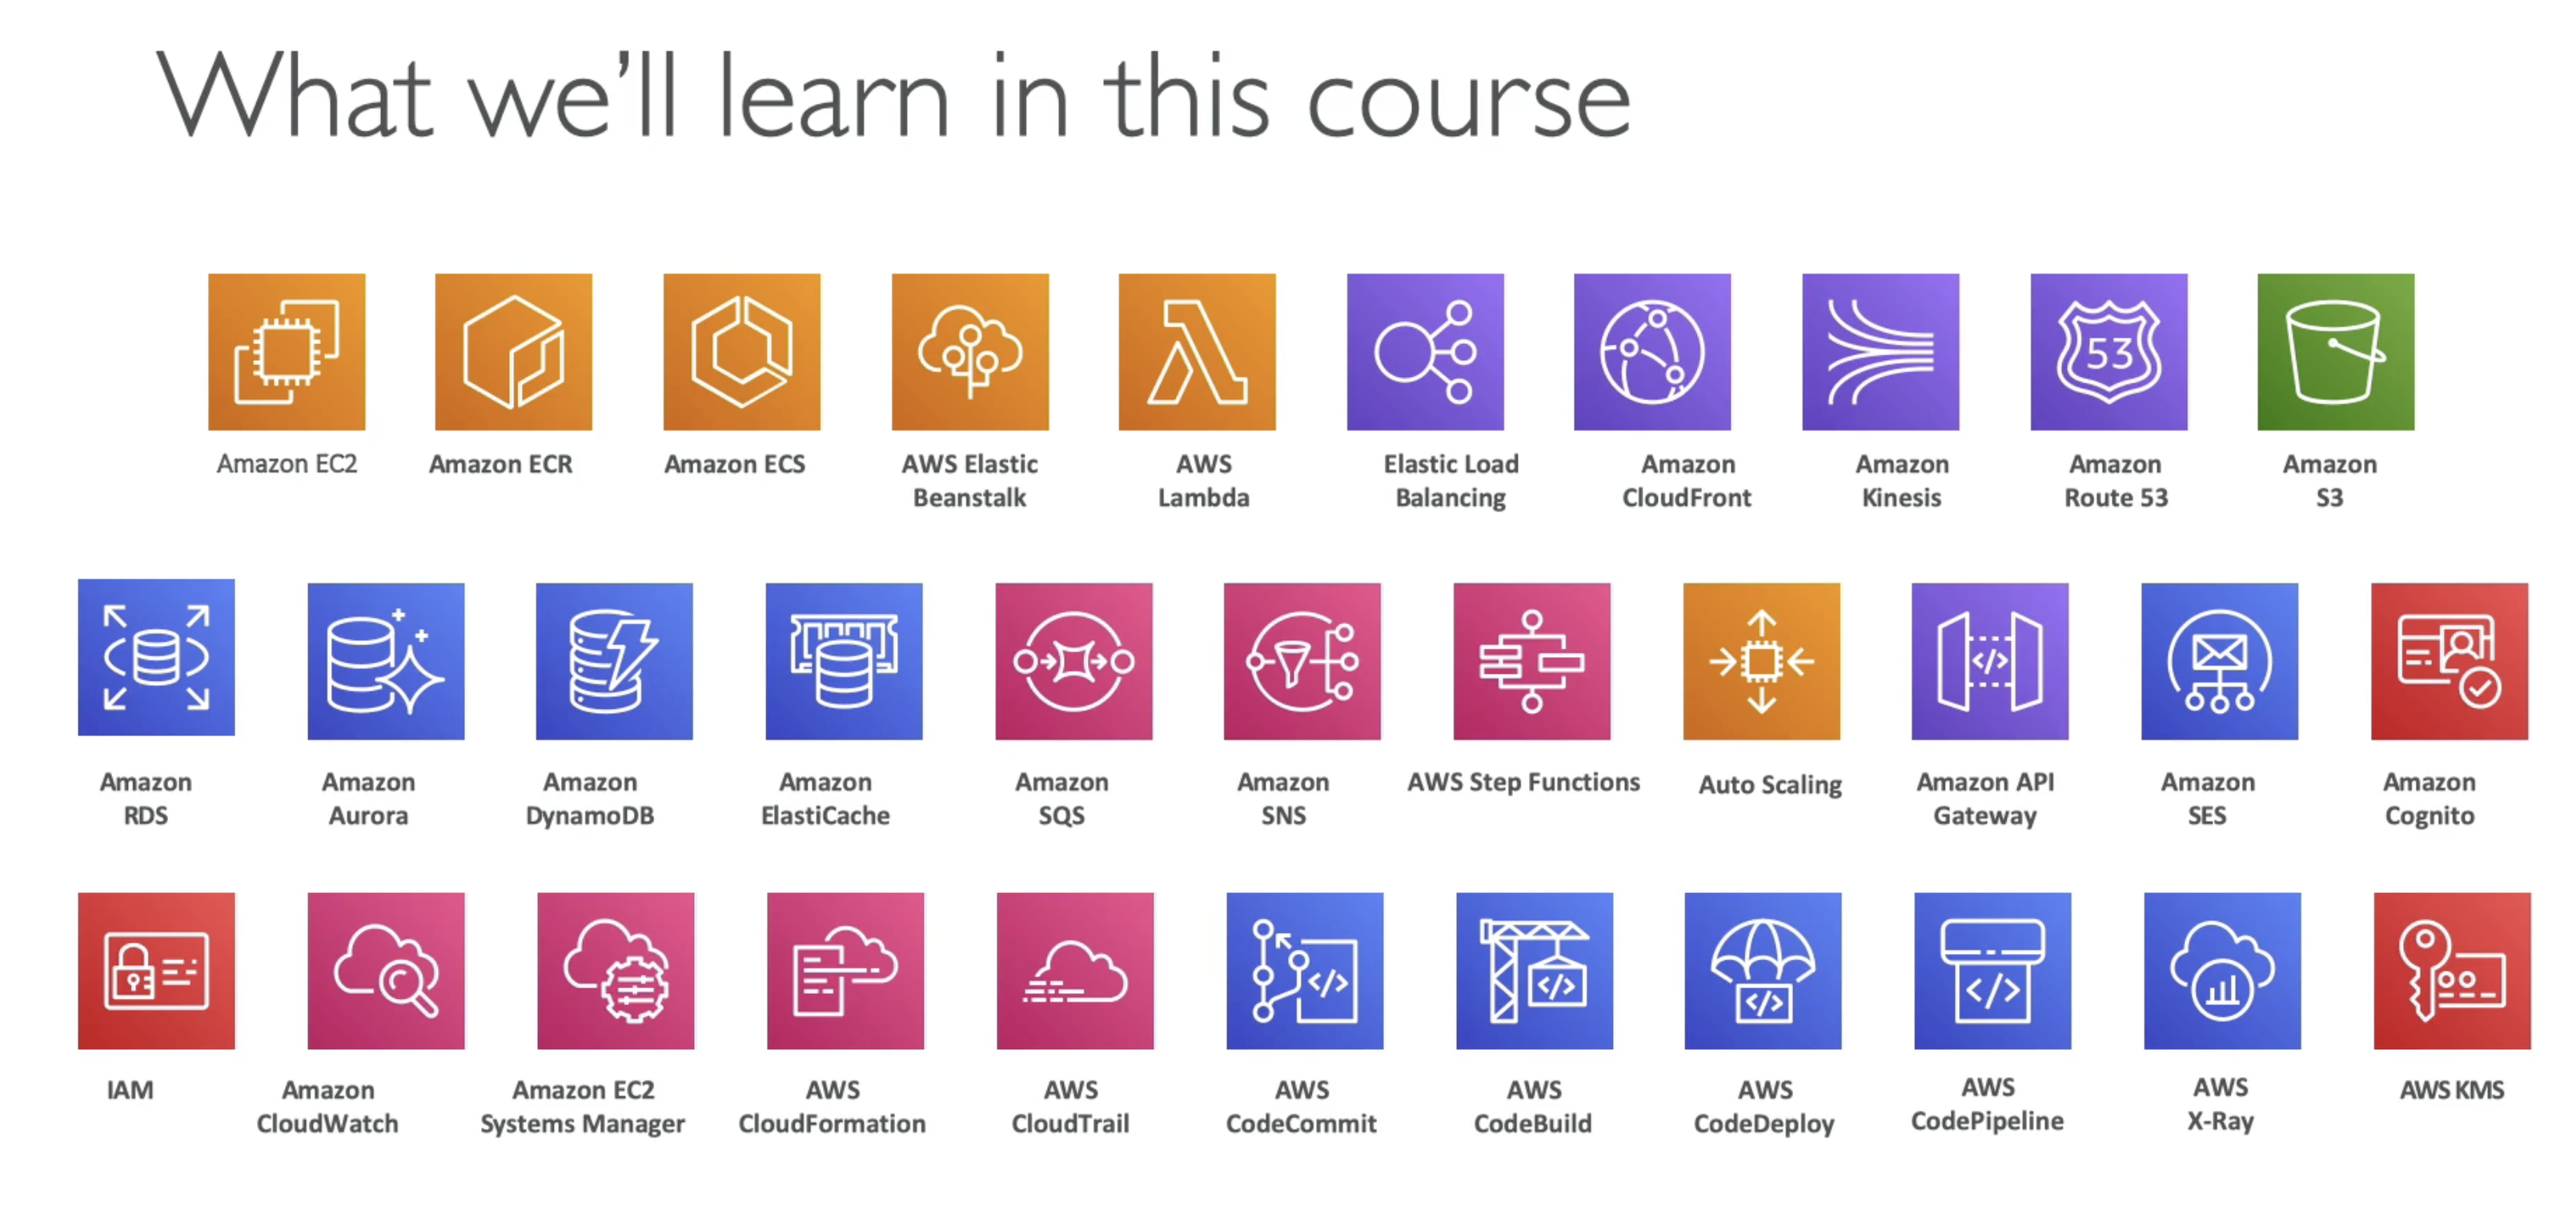 What we’ll learn in this course
53
Amazon EC2
Amazon ECR
Amazon ECS
AWS Elastic
Beanstalk
AWS
Lambda
Elastic Load
Balancing
Amazon
CloudFront
Amazon
Kinesis
Amazon
Route 53
Amazon
S3
</>
Amazon
RDS
Amazon
Aurora
Amazon
DynamoDB
Amazon
ElastiCache
Amazon
SQS
Amazon
SNS
AWS Step Functions
Auto Scaling
Amazon API
Gateway
Amazon
SES
Amazon
Cognito
</>
</>
</>
</>
IAM
Amazon
CloudWatch
Amazon EC2
Systems Manager
AWS
CloudFormation
AWS
CloudTrail
AWS
CodeCommit
AWS
CodeBuild
AWS
CodeDeploy
AWS
CodePipeline
AWS
X-Ray
AWS KMS